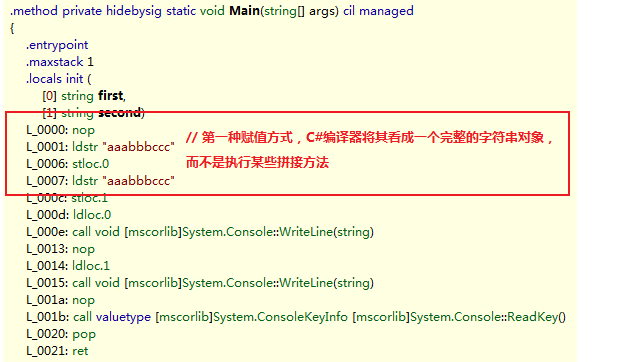 .method private hidebysig static void Main(string[] args) cil managed
{
.entrypoint
.maxstack 1
.locals init (
[0] string first,
[1] string second)
L_0000: nop
L_0001: ldstr "aaabbbccc"
L_0006: stloc.0
L_0007: ldstr "aaabbbccc"
// 第一种赋值方式，C#编译器将其看成一个完整的字符串对象，
而不是执行某些拼接方法
L_000c: stloc.1
L_000d: ldloc.0
L_000e: call void [mscorlib]System.Console::WriteLine(string)
L_0013: nop
L_0014: ldloc.1
L_0015: call void [mscorlib]System.Console::WriteLine(string)
L_001a: nop
L_001b: call valuetype [mscorlib]System.ConsoleKeyInfo [mscorlib]System.Console::ReadKey()
L_0020: pop
L_0021: ret